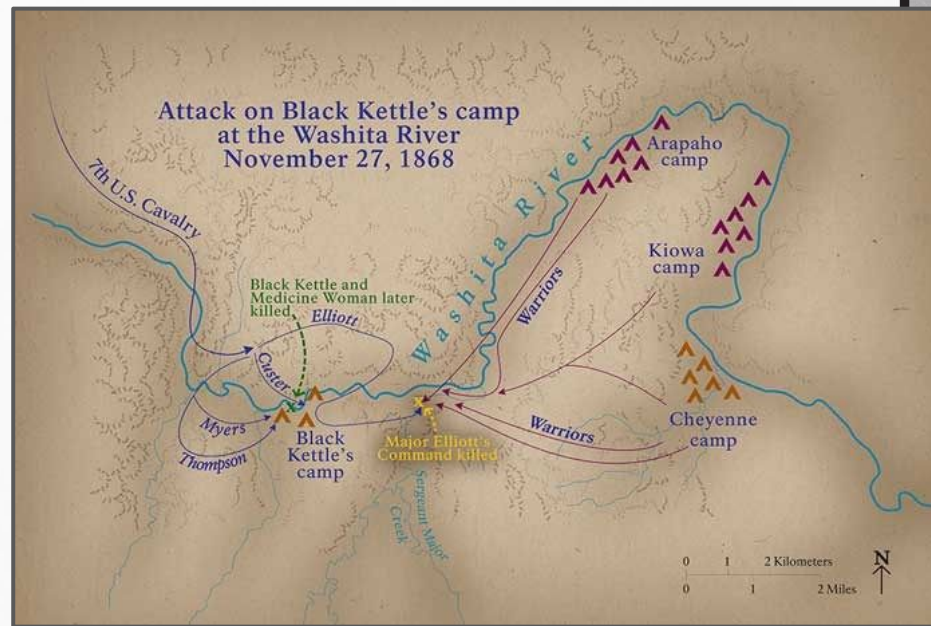 Attack on Black Kettle's camp
at the Washita River
November 27, 1868
7th U.S. Cavalry
Washita River
Arapaho
camp
Kiowa
camp
Warriors
Black Kettle and
Medicine Woman later
killed
Elliott
Custer
Myers
Thompson
Black
Kettle's
camp
Major Elliott's
Command killed
Warriors
Cheyenne
camp
Sergeant Major
Creek
0 1 2 Kilometers
0 1 2 Miles
N
x
x